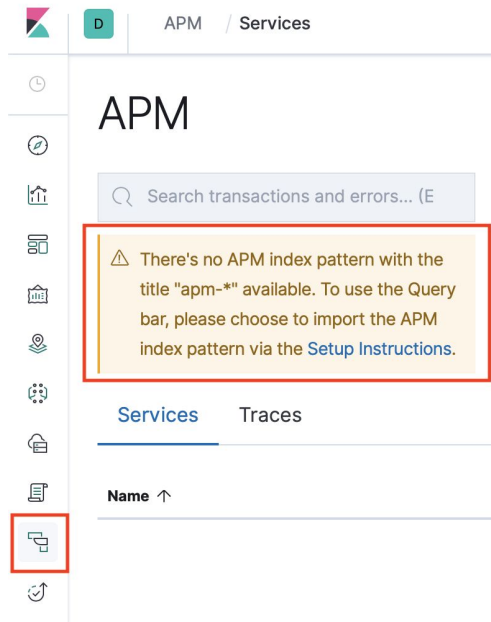 D APM / Services
APM
Search transactions and errors... (E
There's no APM index pattern with the
title "apm-*" available. To use the Query
bar, please choose to import the APM
index pattern via the Setup Instructions.
Services Traces
Name ↑